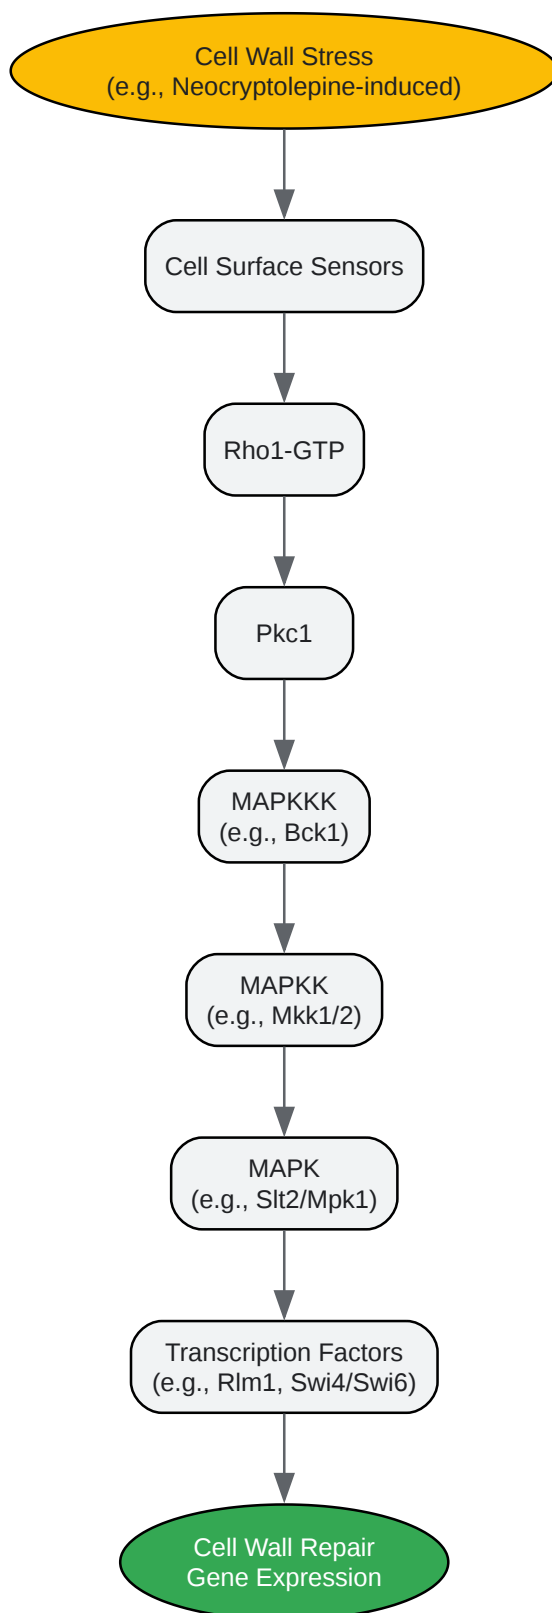 Cell Wall Stress
(e.g., Neocryptolepine-induced)
Cell Surface Sensors
Rho1-GTP
Pkc1
MAPKKK
(e.g., Bck1)
MAPKK
(e.g., Mkk1/2)
MAPK
(e.g., Slt2/Mpk1)
Transcription Factors
(e.g., Rlm1, Swi4/Swi6)
Cell Wall Repair
Gene Expression